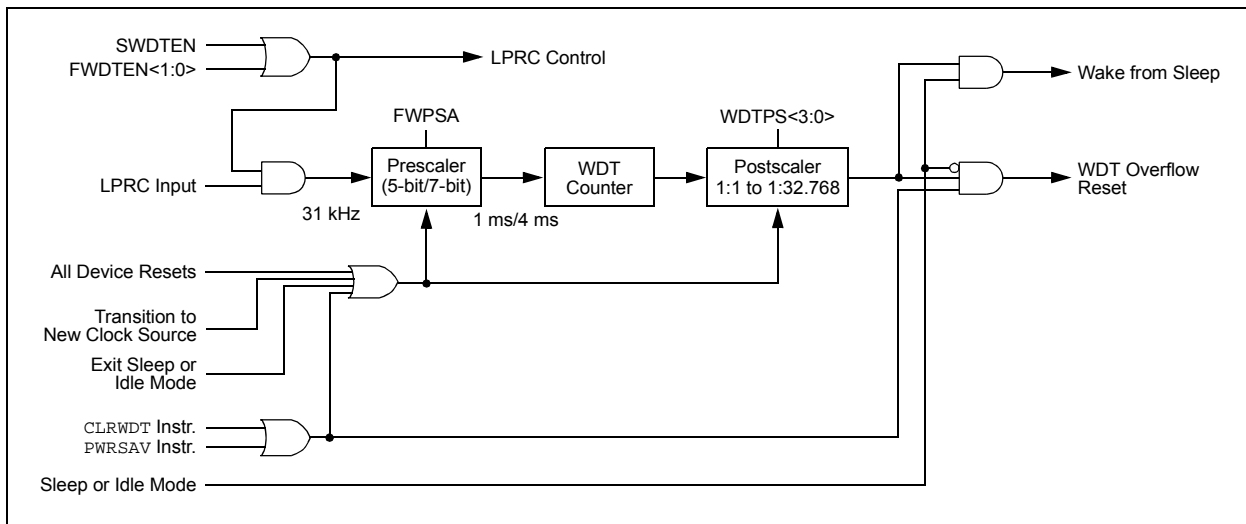 SWDTEN
FWDTEN<1:0>
LPRC Control
Wake from Sleep
FWPSA
WDTPS<3:0>
LPRC Input
Prescaler
(5-bit/7-bit)
WDT
Counter
Postscaler
1:1 to 1:32.768
WDT Overflow
Reset
31 kHz
1 ms/4 ms
All Device Resets
Transition to
New Clock Source
Exit Sleep or
Idle Mode
CLRWDT Instr.
PWRSAV Instr.
Sleep or Idle Mode